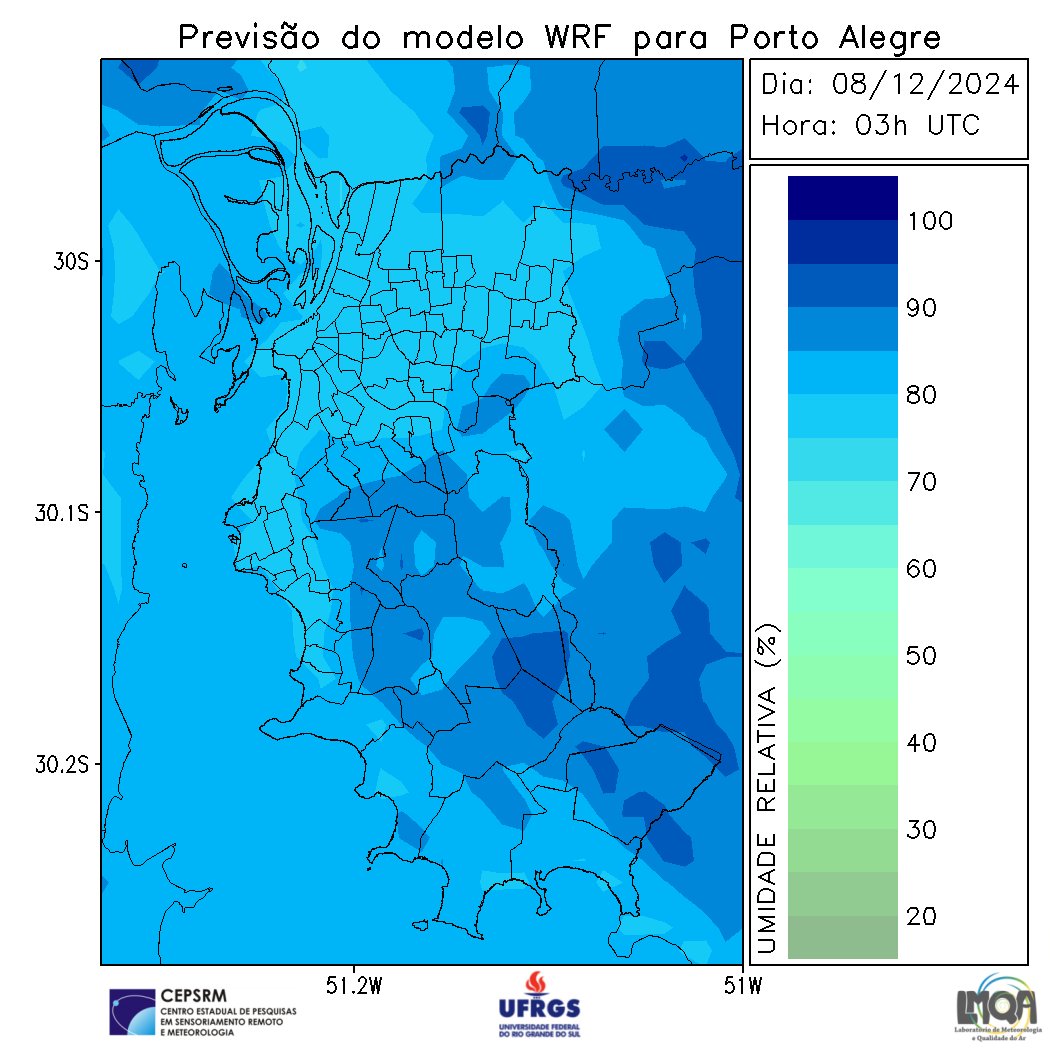 Previsão do modelo WRF para Porto Alegre
Dia: 08/12/2024
Hora: 03h UTC
100
90
80
70
60
50
40
30
20
UMIDADE RELATIVA (%)
30S
30.1S
30.2S
51.2W
51W
CEPSRM
CENTRO ESTADUAL DE PESQUISAS
EM SENSORIAMENTO REMOTO
E METEOROLOGIA
UFRGS
UNIVERSIDADE FEDERAL
DO RIO GRANDE DO SUL
LMQA
Laboratório de Meteorologia
e Qualidade do Ar